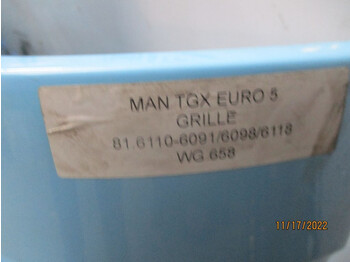 MAN TGX EURO 5
GRILLE
81.6110-6091/6098/6118
WG 658
11/17/2022